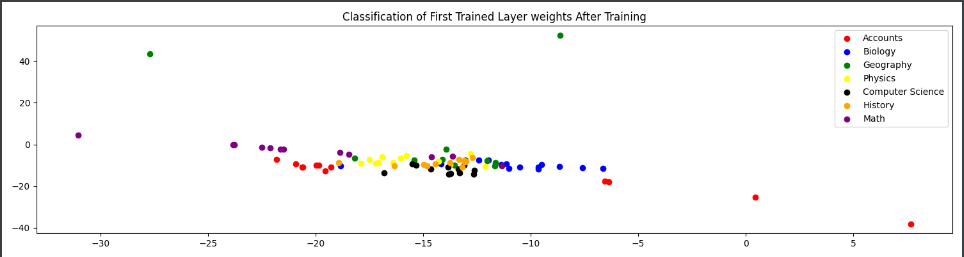 Classification of First Trained Layer weights After Training
Accounts
Biology
Geography
Physics
Computer Science
History
Math
40
20
0
−20
−40
−30 −25 −20 −15 −10 −5 0 5